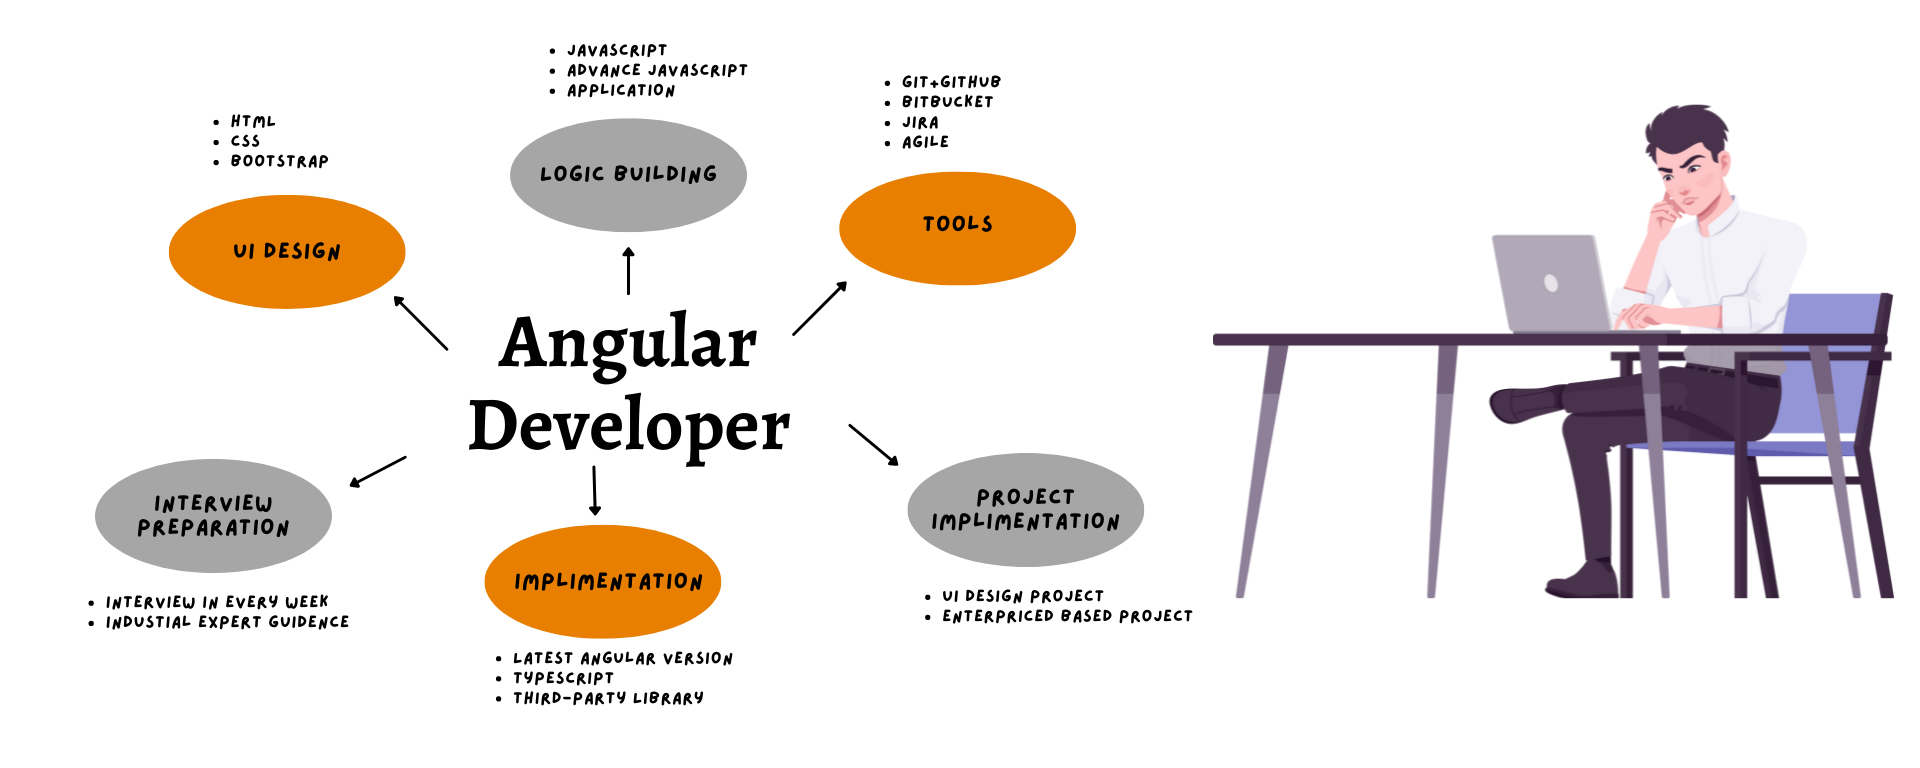 JAVASCRIPT
ADVANCE JAVASCRIPT
APPLICATION
LOGIC BUILDING
GIT+GITHUB
BITBUCKET
JIRA
AGILE
TOOLS
HTML
CSS
BOOTSTRAP
UI DESIGN
Angular
Developer
INTERVIEW
PREPARATION
INTERVIEW IN EVERY WEEK
INDUSTIAL EXPERT GUIDENCE
IMPLIMENTATION
LATEST ANGULAR VERSION
TYPESCRIPT
THIRD-PARTY LIBRARY
PROJECT
IMPLIMENTATION
UI DESIGN PROJECT
ENTERPRICED BASED PROJECT